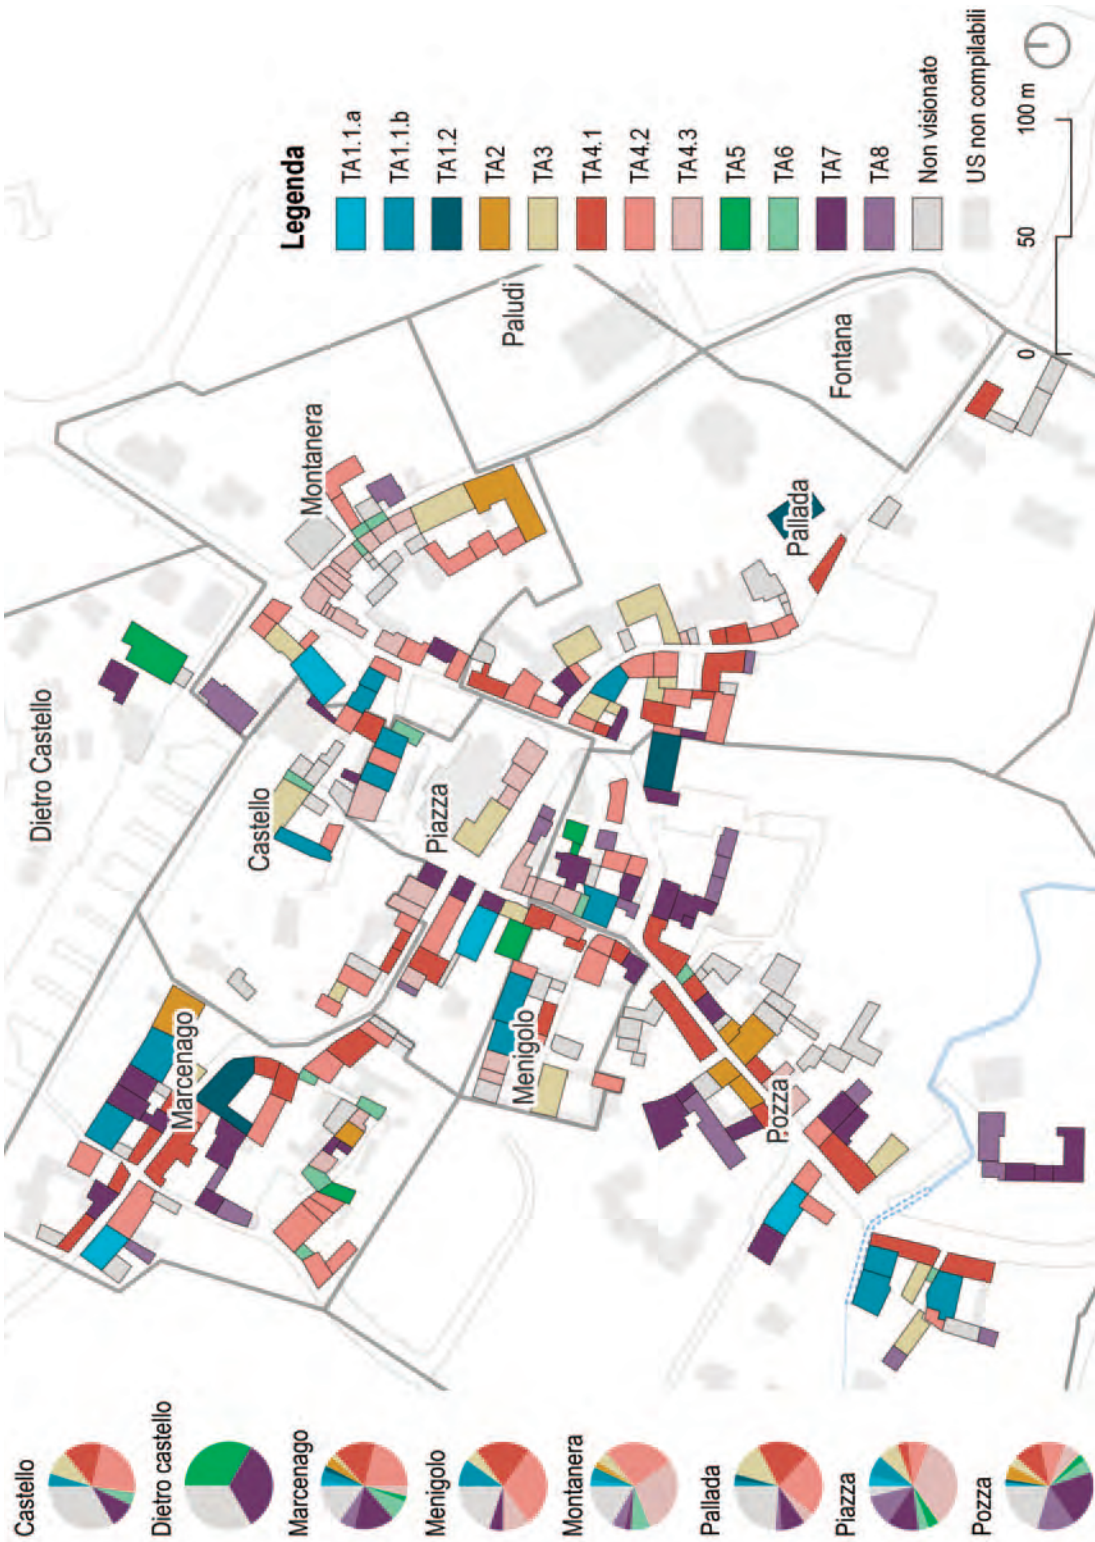 Castello
Dietro castello
Marcenago
Menigolo
Montanera
Pallada
Piazza
Pozza
Dietro Castello
Castello
Marcenago
Piazza
Montanera
Menigolo
Paludi
Pallada
Pozza
Fontana
Legenda
TA1.1.a
TA1.1.b
TA1.2
TA2
TA3
TA4.1
TA4.2
TA4.3
TA5
TA6
TA7
TA8
Non visionato
US non compilabili
0 50 100 m